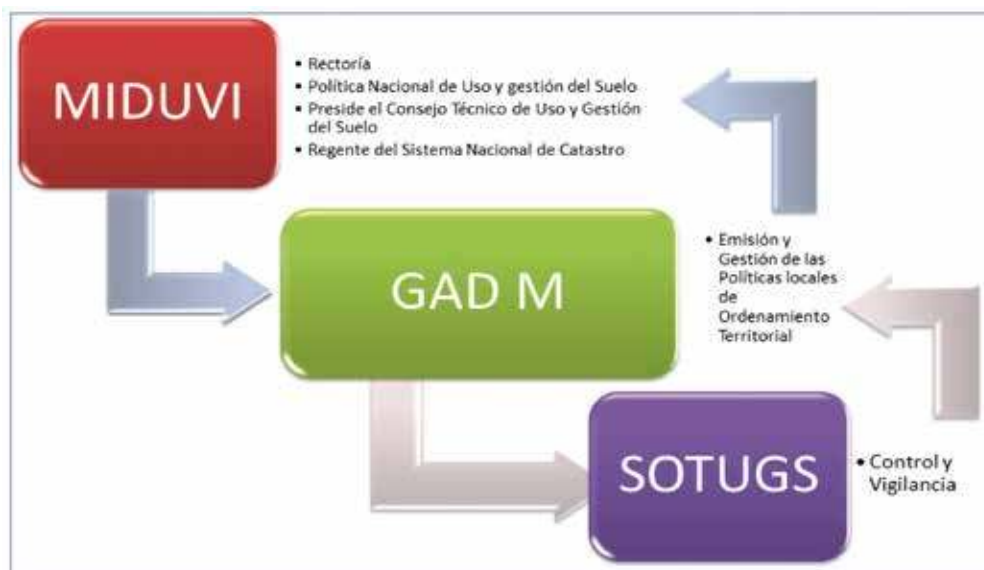 MIDUVI
• Rectoría
• Política Nacional de Uso y gestión del Suelo
• Preside el Consejo Técnico de Uso y Gestión
del Suelo
• Regente del Sistema Nacional de Catastro
GAD M
• Emisión y
Gestión de las
Políticas locales
de
Ordenamiento
Territorial
SOTUGS
• Control y
Vigilancia